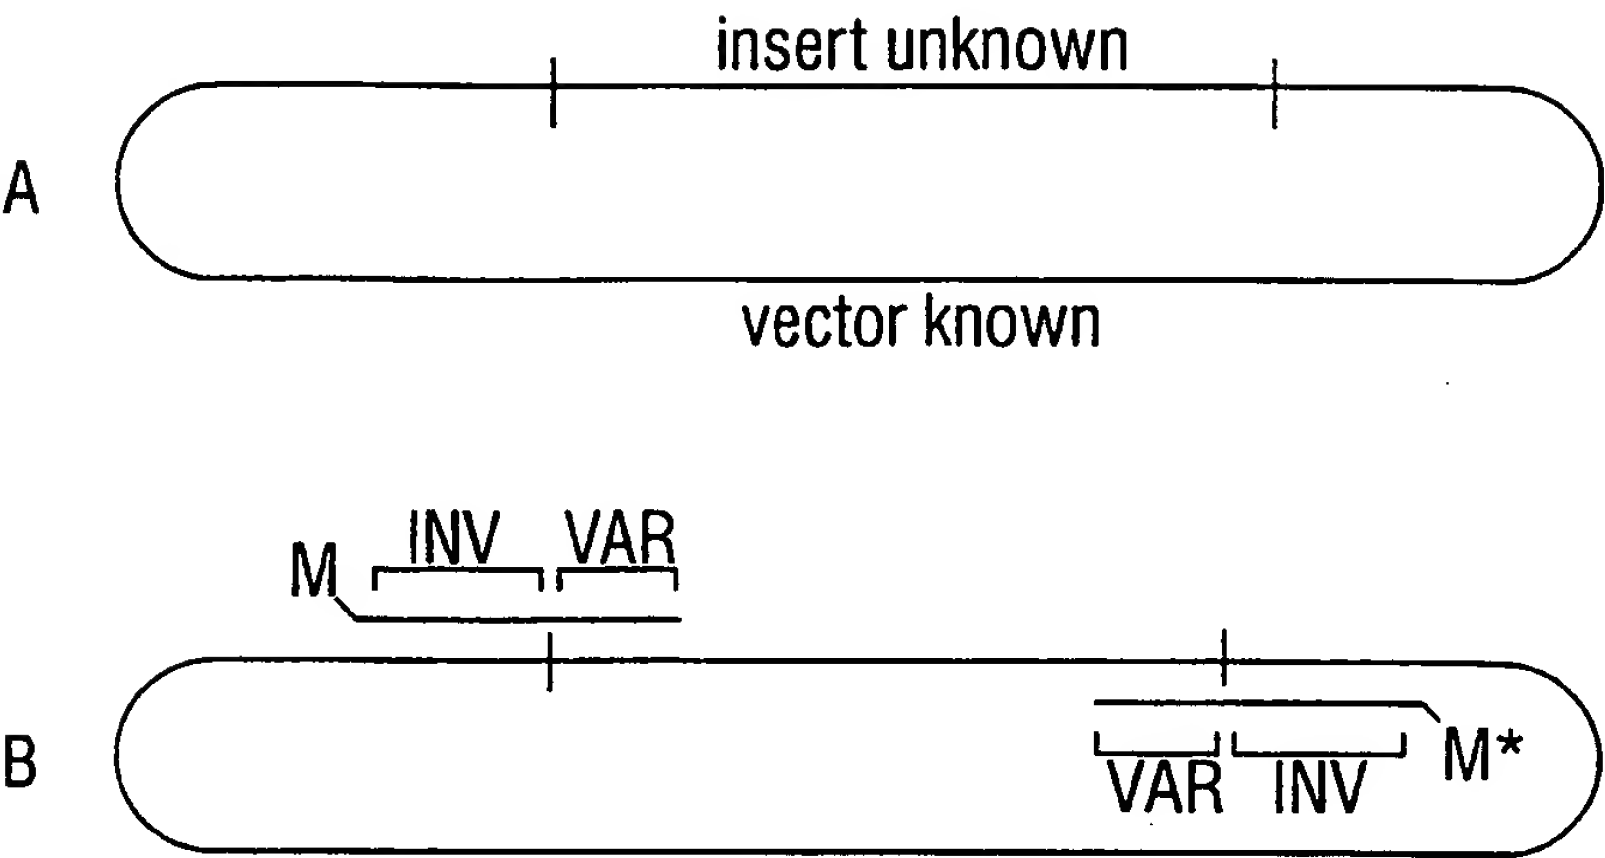 insert unknown
A
vector known
INV VAR
M
B
M*
VAR INV